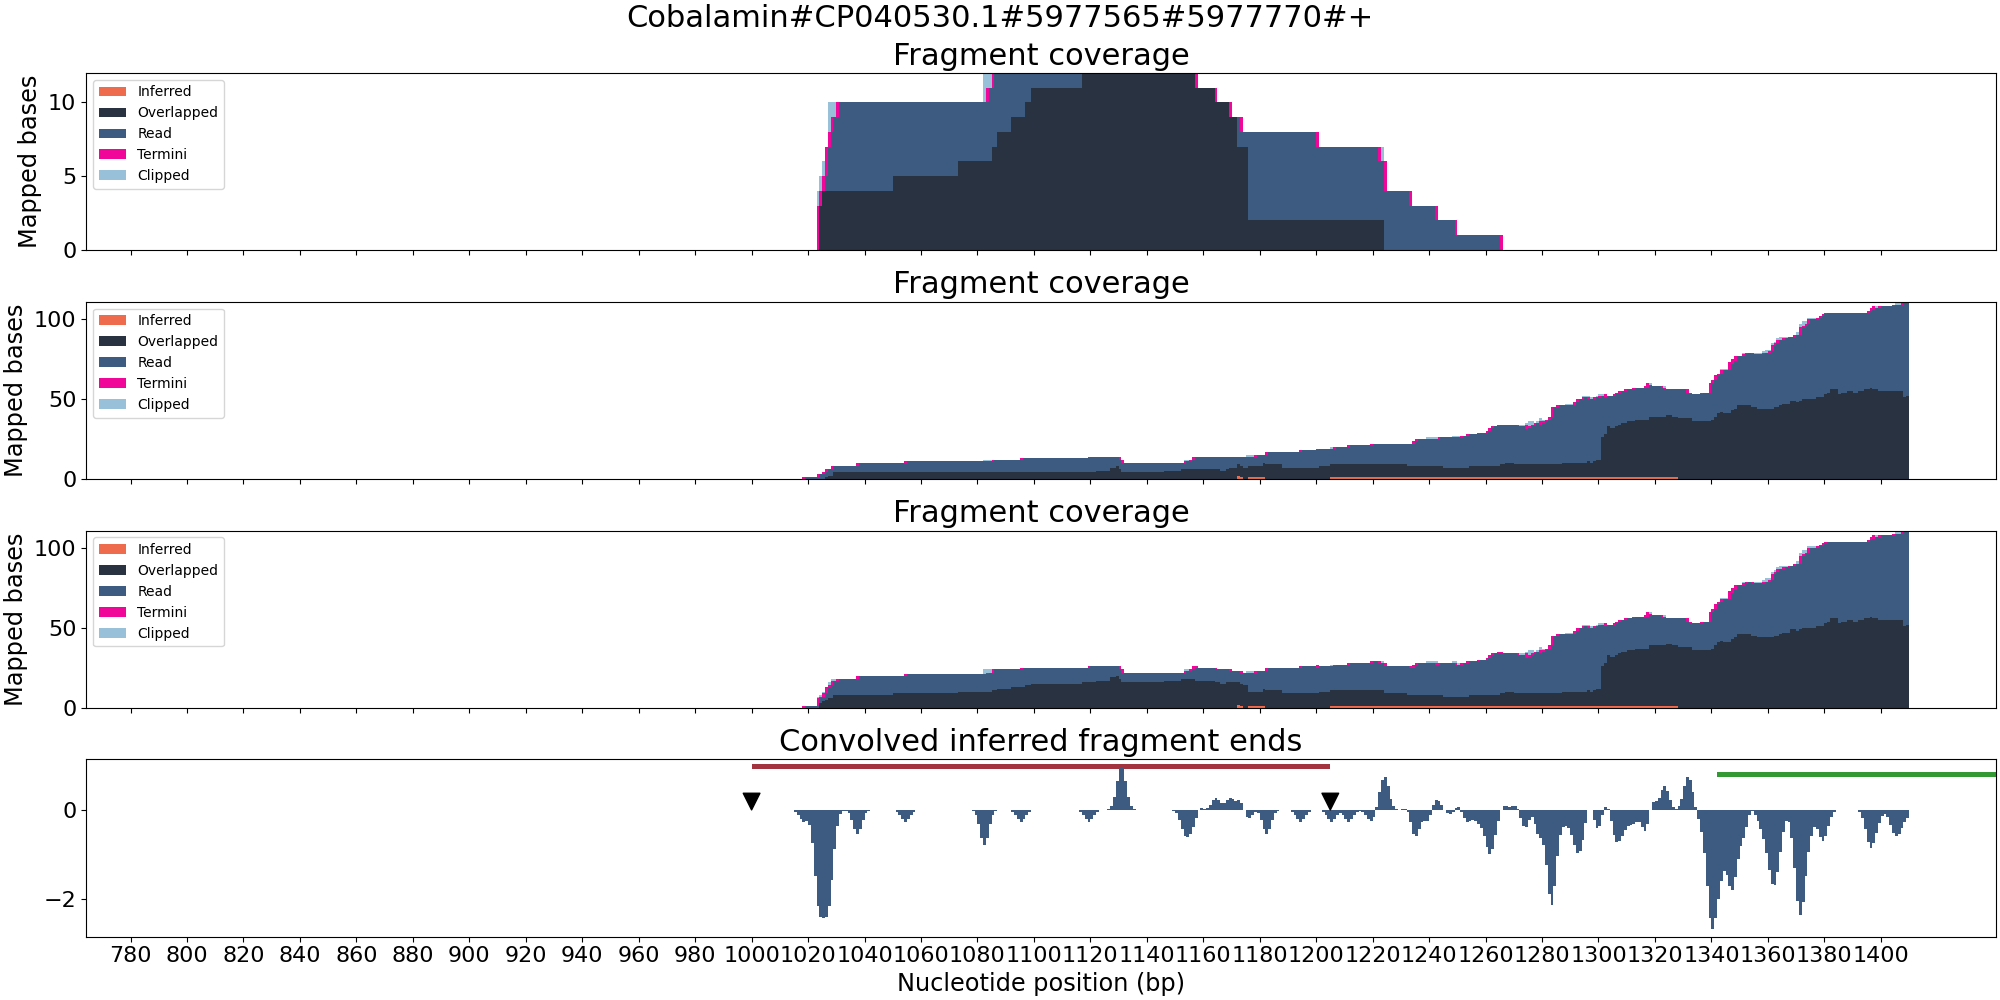 Cobalamin#CP040530.1#5977565#5977770#+
Fragment coverage
Mapped bases
10
5
0
Inferred
Overlapped
Read
Termini
Clipped
Fragment coverage
Mapped bases
100
50
0
Inferred
Overlapped
Read
Termini
Clipped
Fragment coverage
Mapped bases
100
50
0
Inferred
Overlapped
Read
Termini
Clipped
Convolved inferred fragment ends
0
−2
780 800 820 840 860 880 900 920 940 960 980 1000 1020 1040 1060 1080 1100 1120 1140 1160 1180 1200 1220 1240 1260 1280 1300 1320 1340 1360 1380 1400
Nucleotide position (bp)